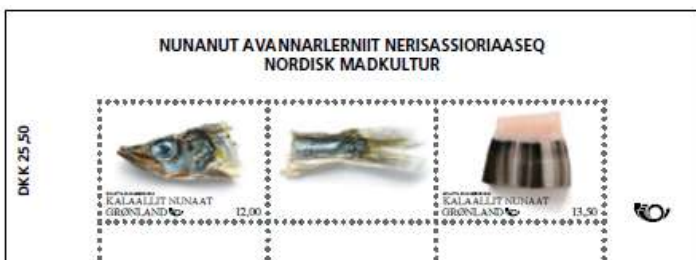 NUNANUT AVANNARLERNIIT NERISASSIORIAASEQ
NORDISK MADKULTUR
DKK 25,50
KALAALLIT NUNAAT
GRØNLAND 12,00
KALAALLIT NUNAAT
GRØNLAND 13,50